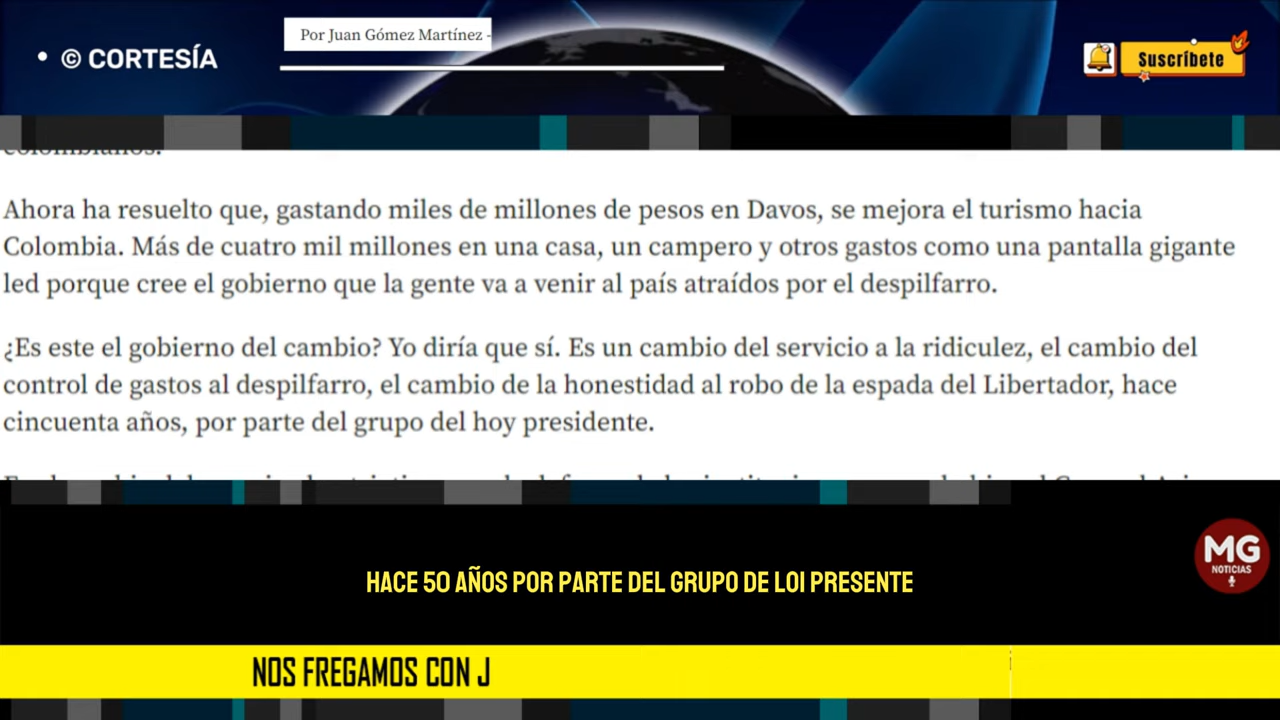 Por Juan Gómez Martínez -
• © CORTESÍA
Suscríbete
colombianos.
Ahora ha resuelto que, gastando miles de millones de pesos en Davos, se mejora el turismo hacia
Colombia. Más de cuatro mil millones en una casa, un campero y otros gastos como una pantalla gigante
led porque cree el gobierno que la gente va a venir al país atraídos por el despilfarro.
¿Es este el gobierno del cambio? Yo diría que sí. Es un cambio del servicio a la ridiculez, el cambio del
control de gastos al despilfarro, el cambio de la honestidad al robo de la espada del Libertador, hace
cincuenta años, por parte del grupo del hoy presidente.
MG
NOTICIAS
HACE 50 AÑOS POR PARTE DEL GRUPO DE LOI PRESENTE
NOS FREGAMOS CON J